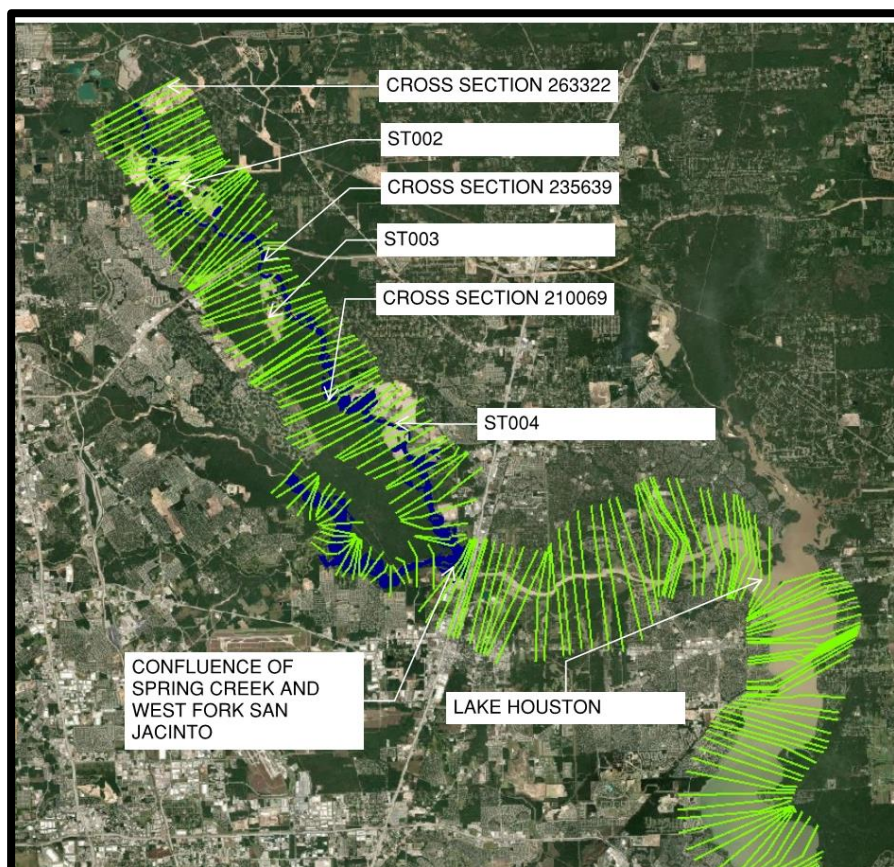 CROSS SECTION 263322
ST002
CROSS SECTION 235639
ST003
CROSS SECTION 210069
ST004
CONFLUENCE OF
SPRING CREEK AND
WEST FORK SAN
JACINTO
LAKE HOUSTON